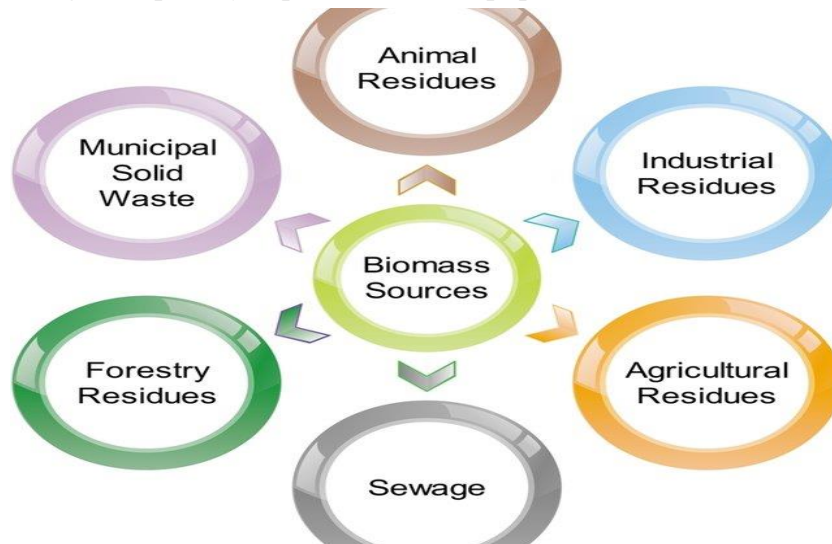 Animal
Residues
Municipal
Solid
Waste
Industrial
Residues
Biomass
Sources
Forestry
Residues
Agricultural
Residues
Sewage